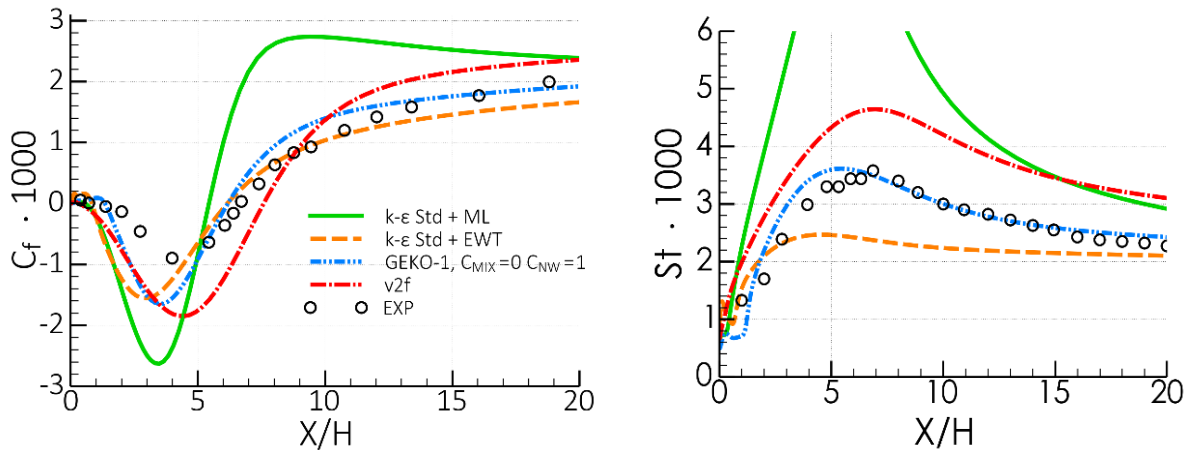 3
2
1
0
-1
-2
-3
C_f · 1000
0 5 10 15 20
X/H
k-ε Std + ML
k-ε Std + EWT
GEKO-1, C_MIX=0 C_NW=1
v2f
EXP
6
5
4
3
2
1
0
St · 1000
0 5 10 15 20
X/H